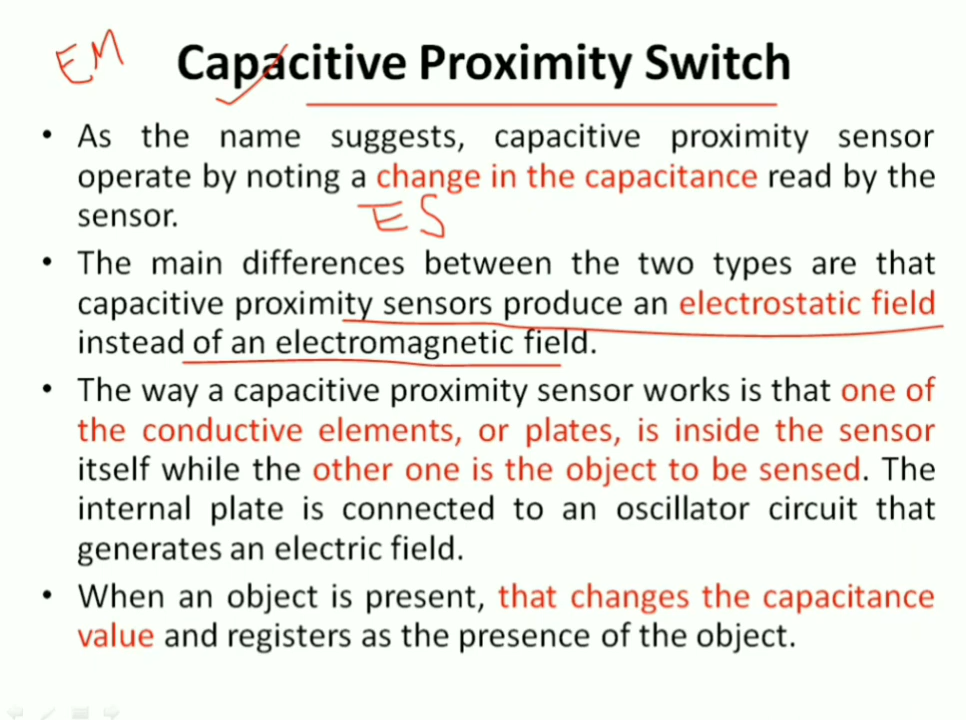 EM
Capacitive Proximity Switch
• As the name suggests, capacitive proximity sensor
operate by noting a change in the capacitance read by the
sensor.
ES
• The main differences between the two types are that
capacitive proximity sensors produce an electrostatic field
instead of an electromagnetic field.
• The way a capacitive proximity sensor works is that one of
the conductive elements, or plates, is inside the sensor
itself while the other one is the object to be sensed. The
internal plate is connected to an oscillator circuit that
generates an electric field.
• When an object is present, that changes the capacitance
value and registers as the presence of the object.